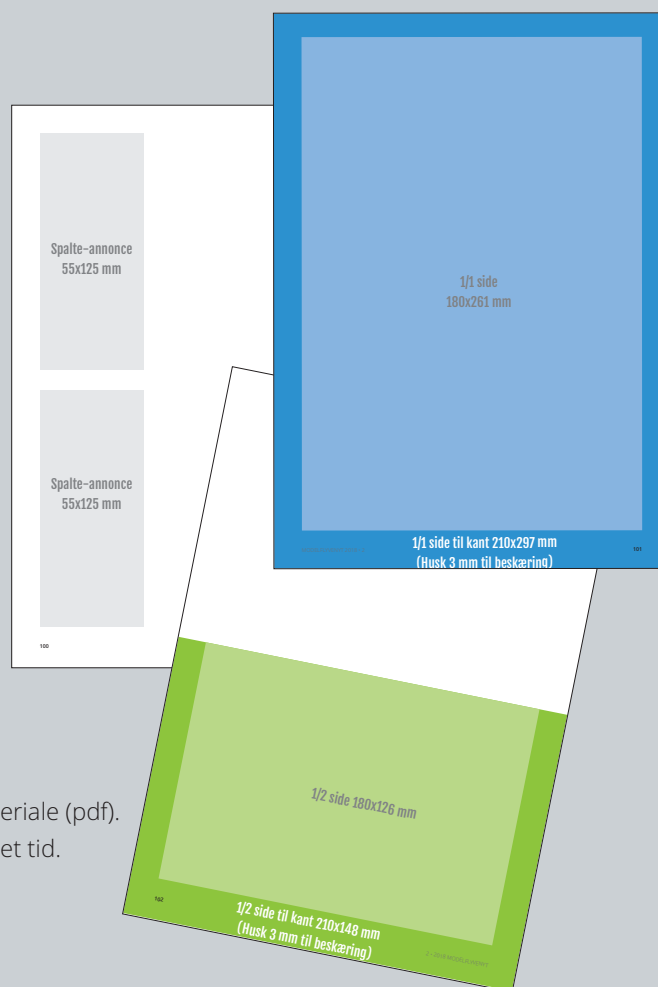 Spalte-annonce
55x125 mm
Spalte-annonce
55x125 mm
100
1/1 side
180x261 mm
1/1 side til kant 210x297 mm
(Husk 3 mm til beskæring)
101
eriale (pdf).
et tid.
1/2 side 180x126 mm
102
1/2 side til kant 210x148 mm
(Husk 3 mm til beskæring)